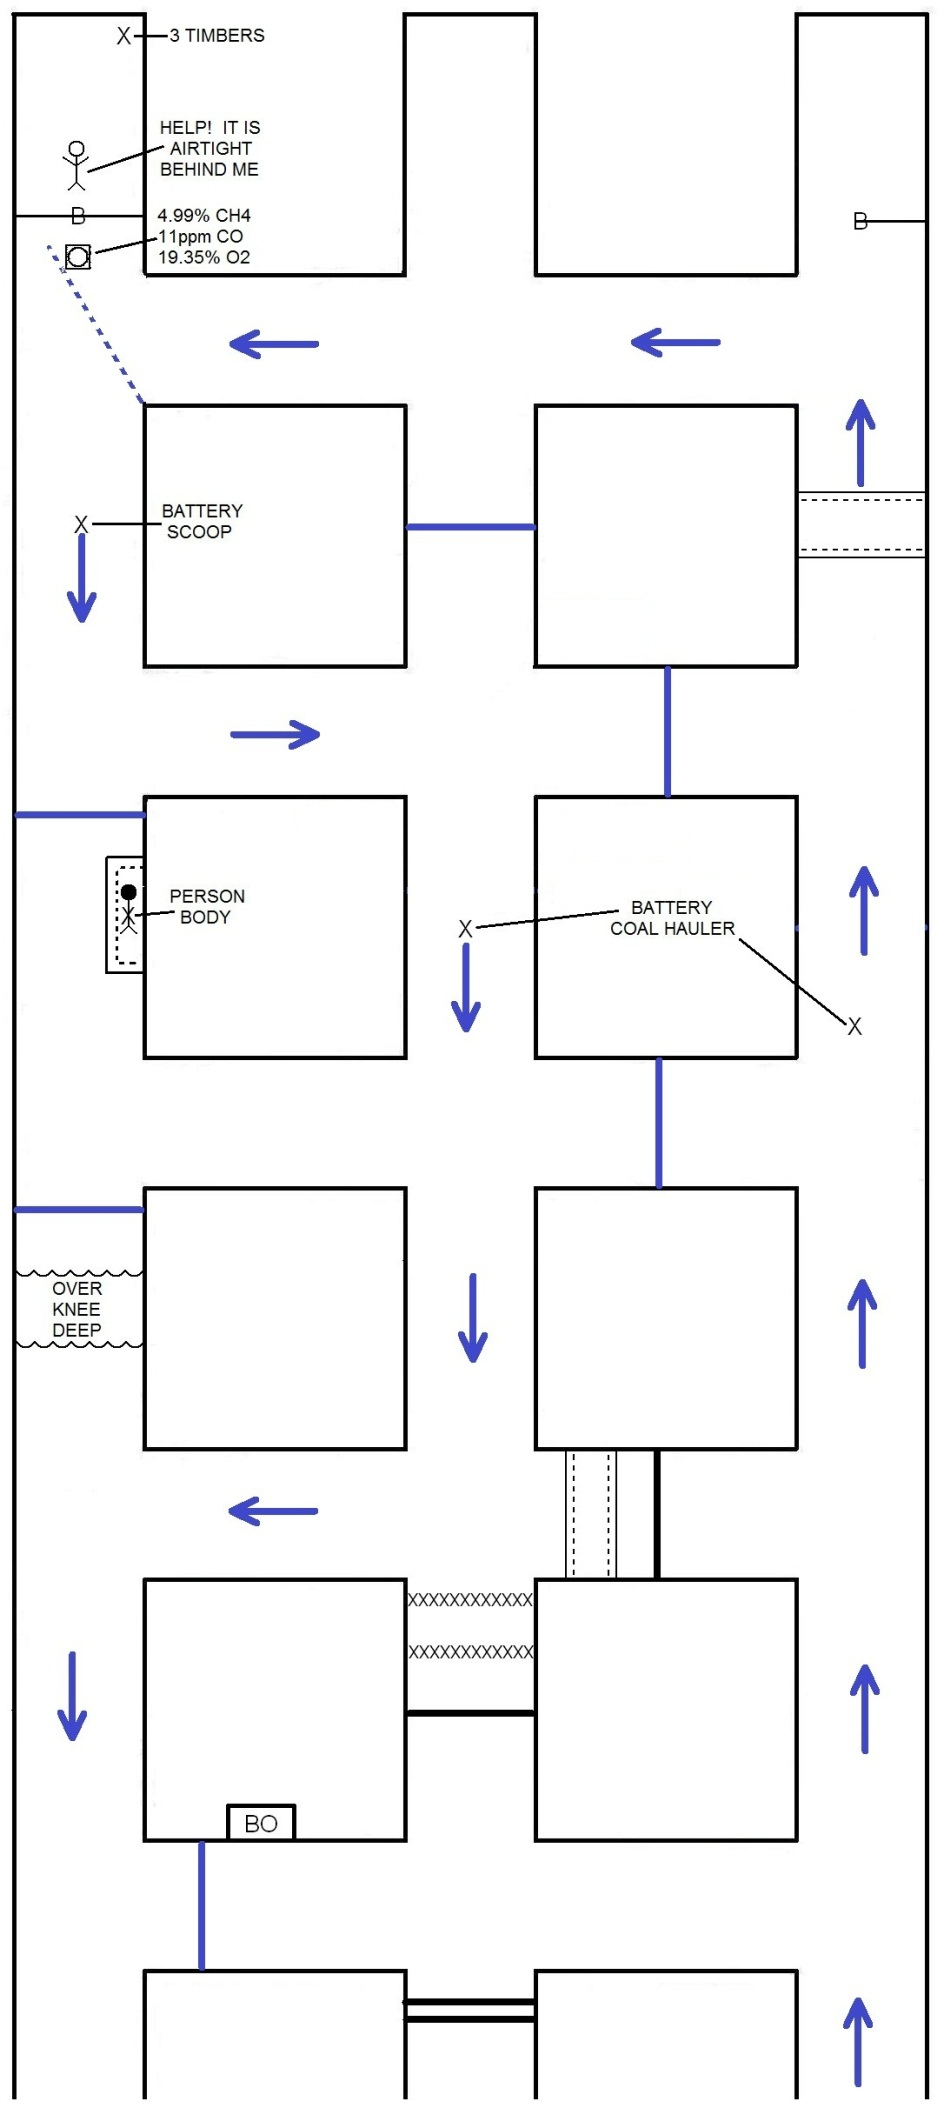 X
3 TIMBERS
HELP! IT IS
AIRTIGHT
BEHIND ME
B
4.99% CH4
11ppm CO
19.35% O2
B
X
BATTERY
SCOOP
PERSON
BODY
X
X
BATTERY
COAL HAULER
X
OVER
KNEE
DEEP
XXXXXXXXXXXX
XXXXXXXXXXXX
BO